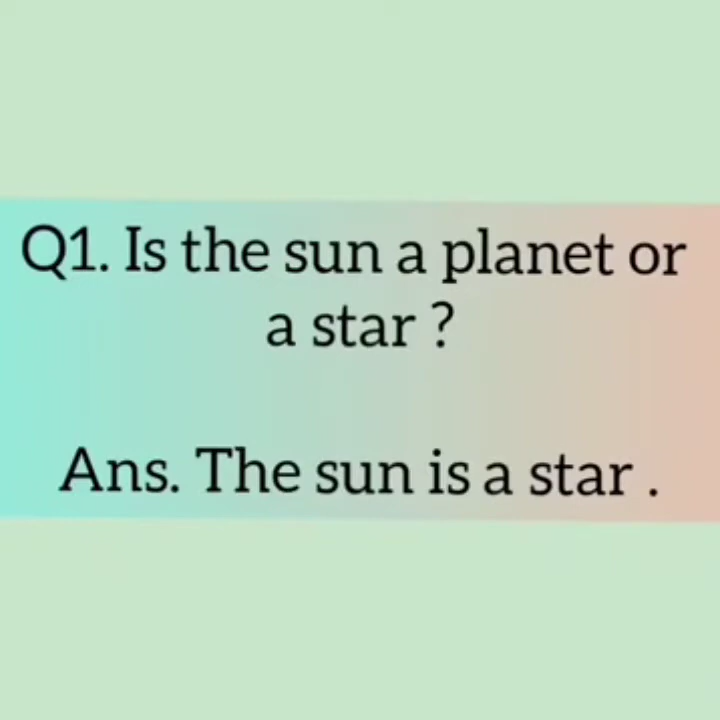 Q1. Is the sun a planet or
a star ?
Ans. The sun is a star .